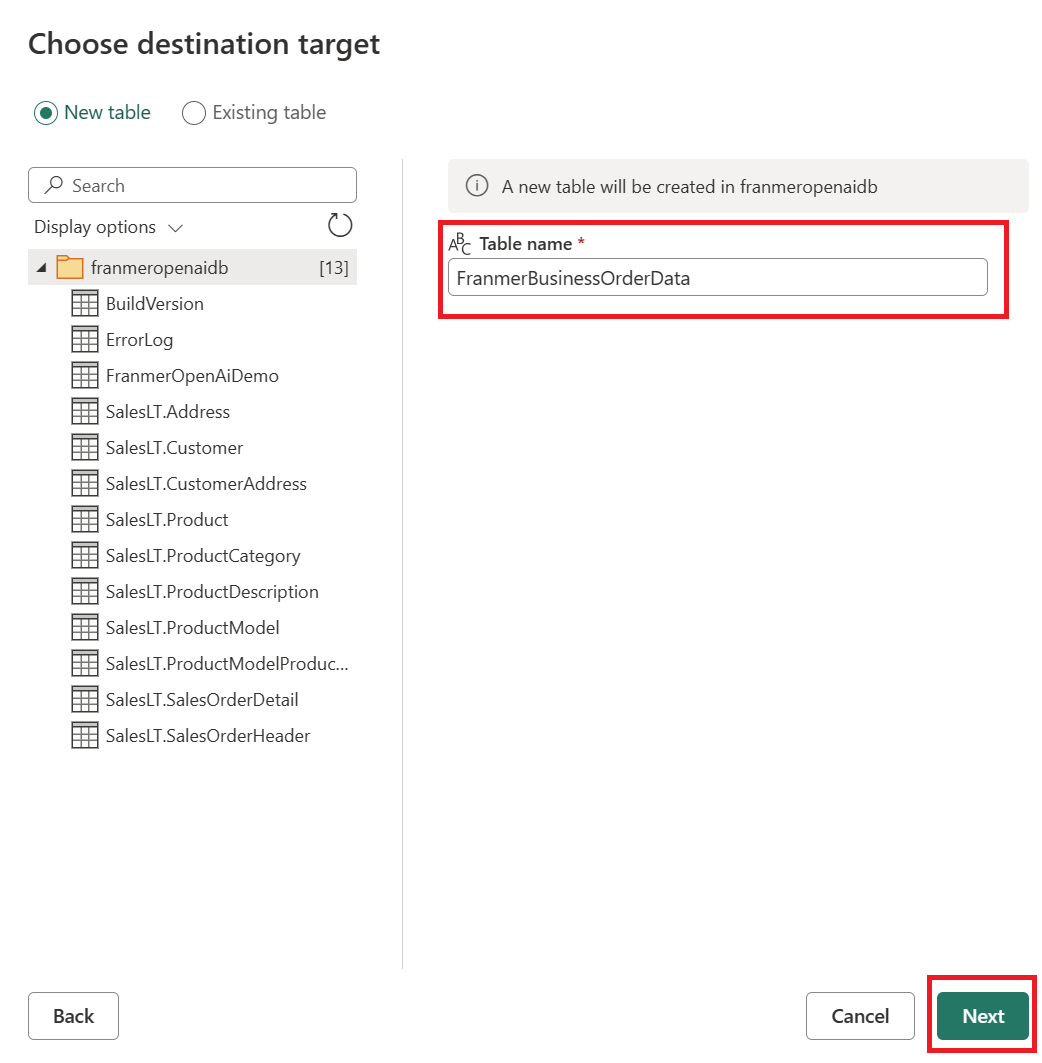 Choose destination target
New table
Existing table
Search
Display options
franmeropenaidb [13]
BuildVersion
ErrorLog
FranmerOpenAiDemo
SalesLT.Address
SalesLT.Customer
SalesLT.CustomerAddress
SalesLT.Product
SalesLT.ProductCategory
SalesLT.ProductDescription
SalesLT.ProductModel
SalesLT.ProductModelProduc...
SalesLT.SalesOrderDetail
SalesLT.SalesOrderHeader
A new table will be created in franmeropenaidb
ABC Table name *
FranmerBusinessOrderData
Back
Cancel
Next